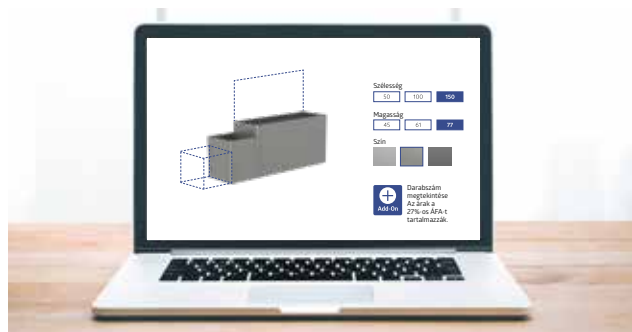 Szélesség
50 100 150
Magasság
45 61 77
Szín
Add-On
Darabszám
megtekintése
Az árak a
27%-os ÁFA-t
tartalmazzák.